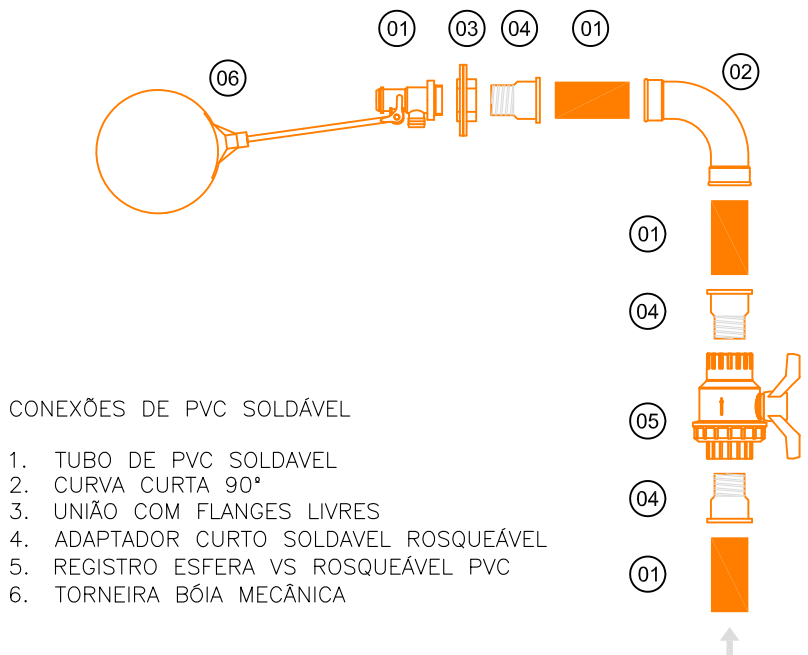 01
03
04
01
06
02
01
04
05
04
01
CONEXÕES DE PVC SOLDÁVEL
1. TUBO DE PVC SOLDAVEL
2. CURVA CURTA 90º
3. UNIÃO COM FLANGES LIVRES
4. ADAPTADOR CURTO SOLDAVEL ROSQUEÁVEL
5. REGISTRO ESFERA VS ROSQUEÁVEL PVC
6. TORNEIRA BÓIA MECÂNICA